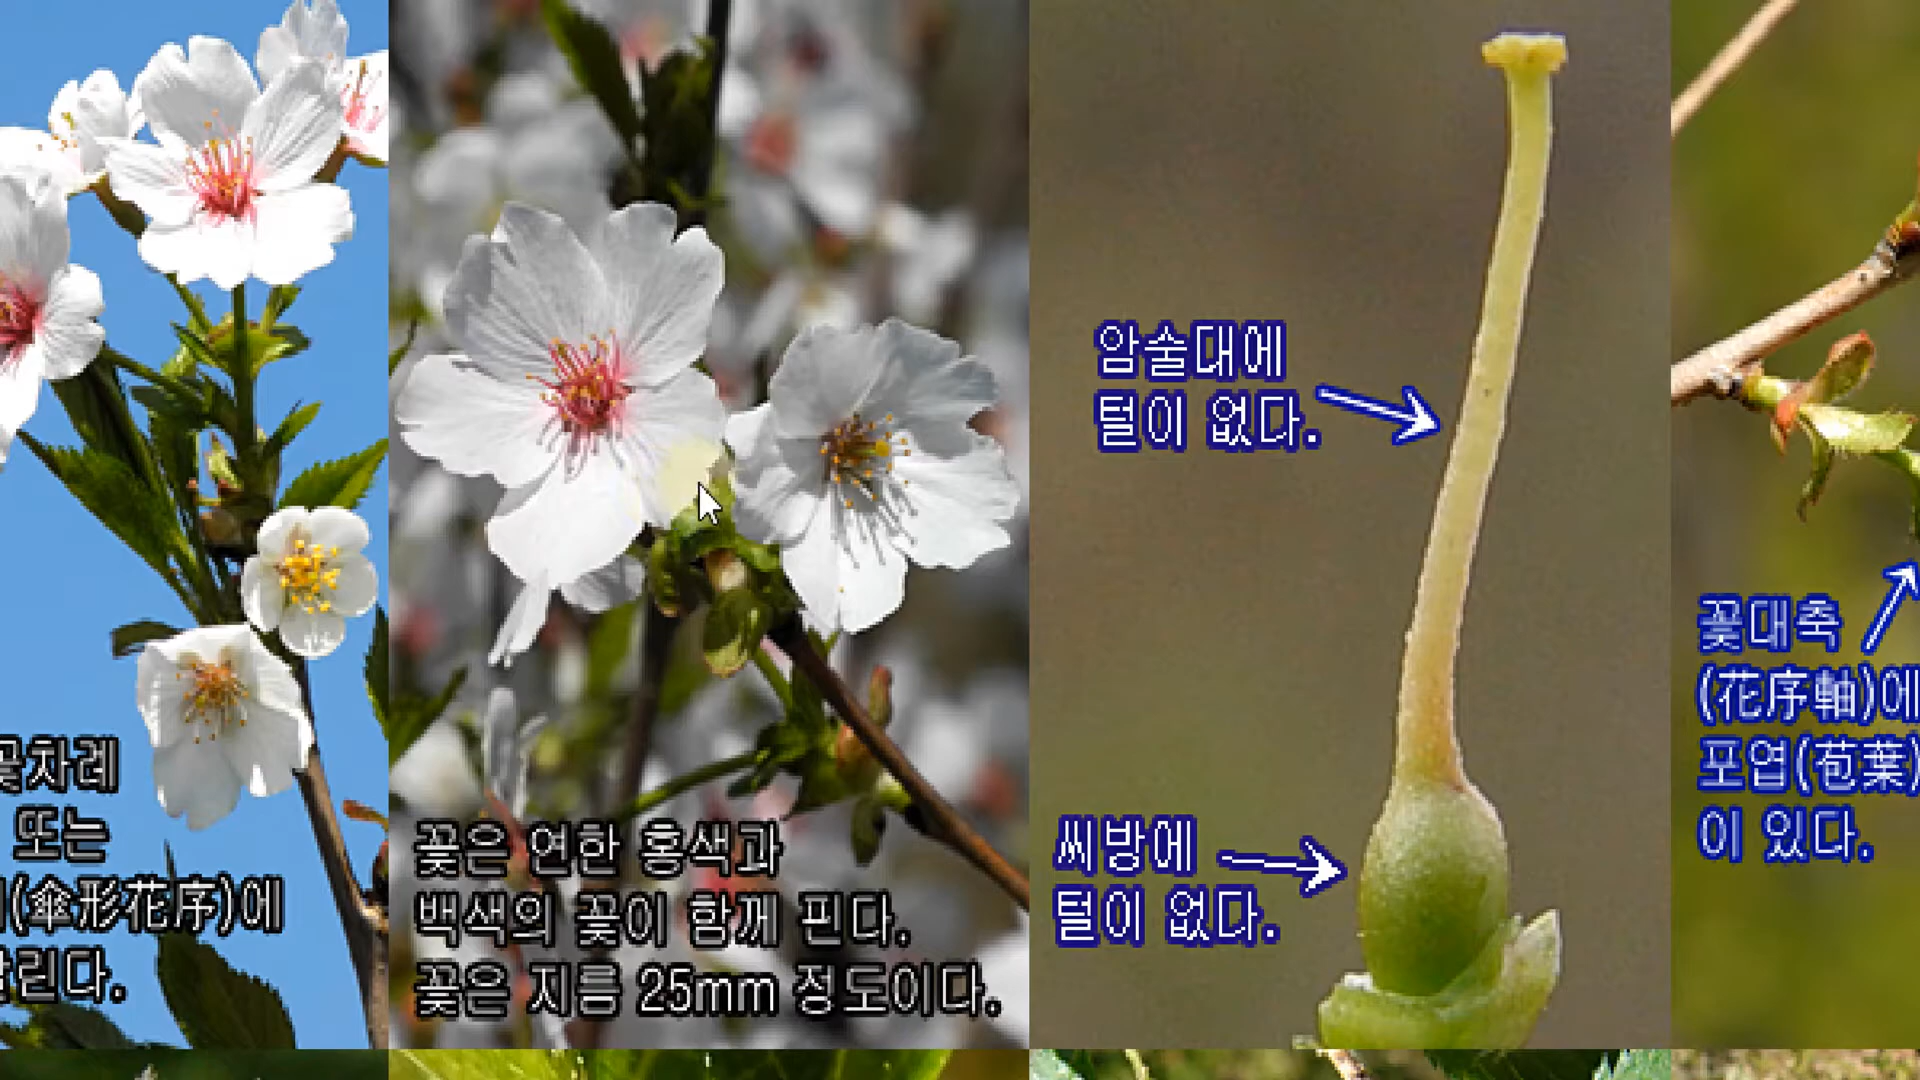 꽃차례
또는
(傘形花序)에
달린다.
꽃은 연한 홍색과
백색의 꽃이 함께 핀다.
꽃은 지름 25mm 정도이다.
암술대에
털이 없다.
씨방에
털이 없다.
꽃대축
(花序軸)에
포엽(苞葉)
이 있다.